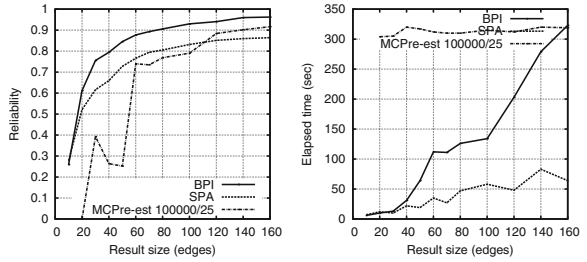 1
0.9
0.8
0.7
0.6
0.5
0.4
0.3
0.2
0.1
0
Reliability
BPI
SPA
MCPre-est 100000/25
0 20 40 60 80 100 120 140 160
Result size (edges)
350
300
250
200
150
100
50
0
Elapsed time (sec)
BPI
SPA
MCPre-est 100000/25
0 20 40 60 80 100 120 140 160
Result size (edges)